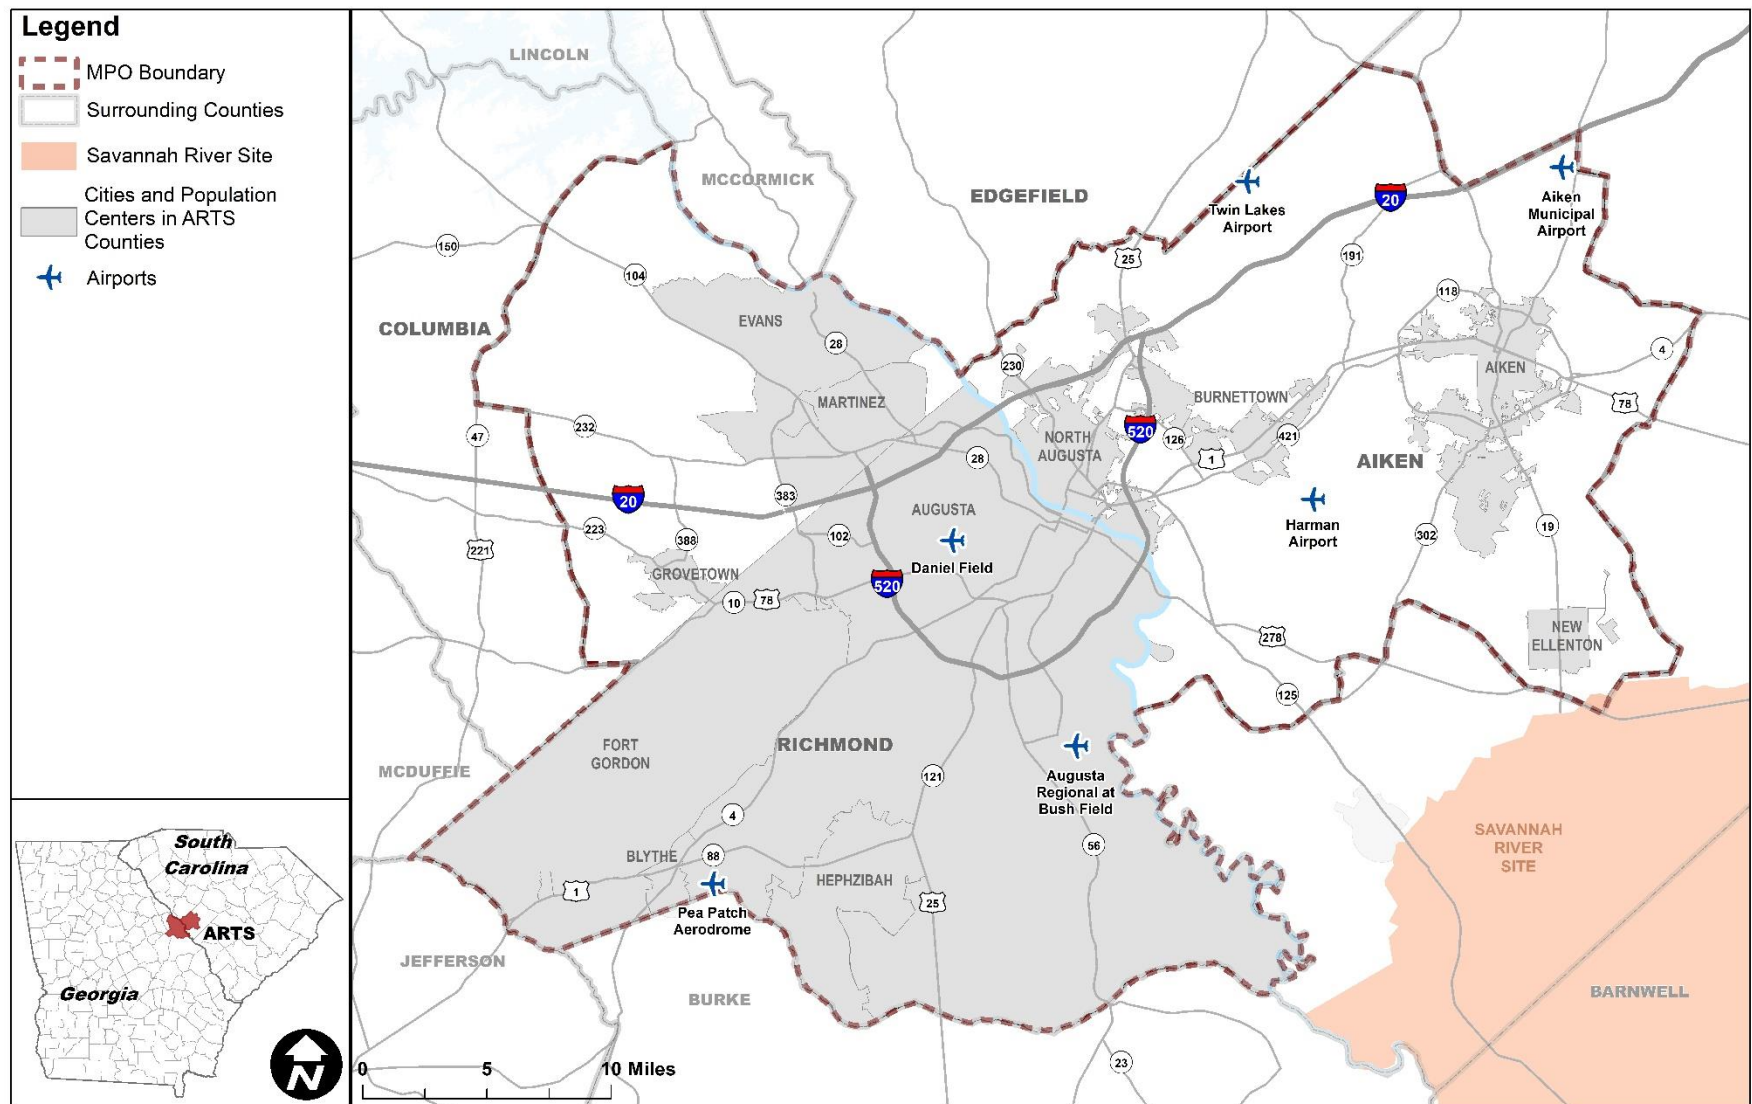 Legend
MPO Boundary
Surrounding Counties
Savannah River Site
Cities and Population
Centers in ARTS
Counties
Airports
South
Carolina
ARTS
Georgia
N
0 5 10 Miles
LINCOLN
MCCORMICK
EDGEFIELD
20
Twin Lakes
Airport
Aiken
Municipal
Airport
150
104
25
191
118
COLUMBIA
EVANS
28
230
4
AIKEN
MARTINEZ
BURNETTOWN
78
232
47
NORTH
AUGUSTA
520
126
421
1
28
AIKEN
20
383
AUGUSTA
Harman
Airport
223
388
102
221
302
19
GROVETOWN
Daniel Field
520
10
78
278
NEW
ELLENTON
125
FORT
GORDON
RICHMOND
MCDUFFIE
121
Augusta
Regional at
Bush Field
4
56
SAVANNAH
RIVER
SITE
BLYTHE
88
1
HEPHZIBAH
25
Pea Patch
Aerodrome
JEFFERSON
BURKE
BARNWELL
23